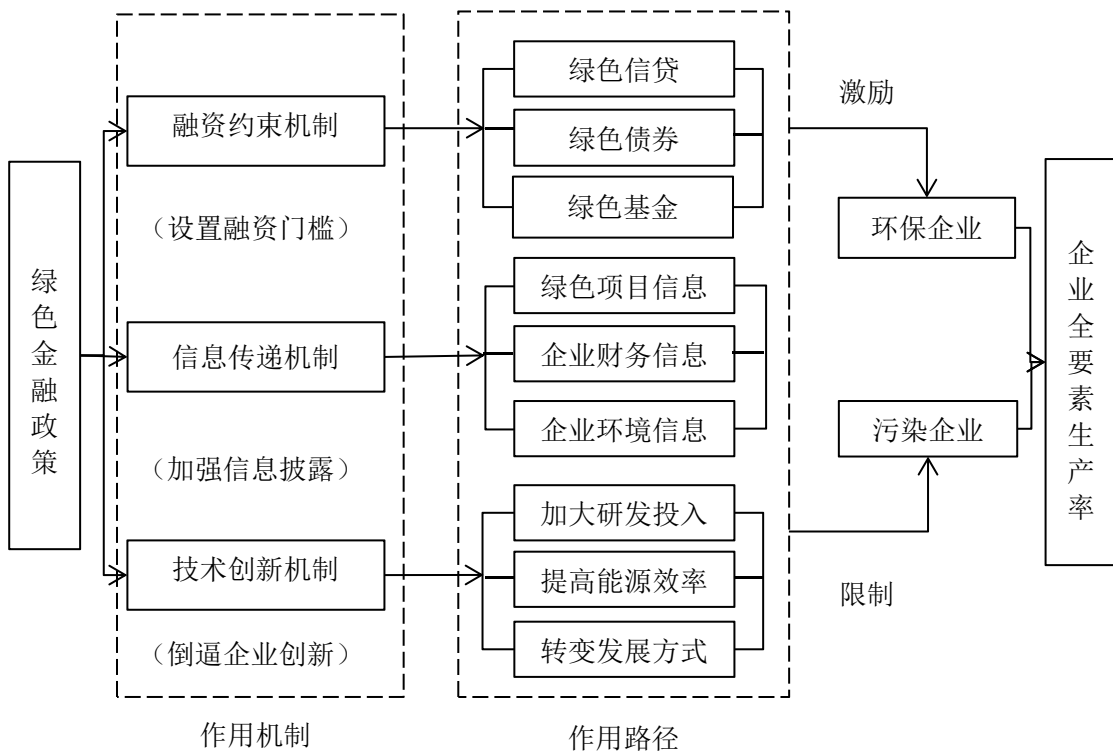 绿色金融政策
融资约束机制
（设置融资门槛）
信息传递机制
（加强信息披露）
技术创新机制
（倒逼企业创新）
作用机制
绿色信贷
绿色债券
绿色基金
绿色项目信息
企业财务信息
企业环境信息
加大研发投入
提高能源效率
转变发展方式
作用路径
激励
环保企业
污染企业
限制
企业全要素生产率